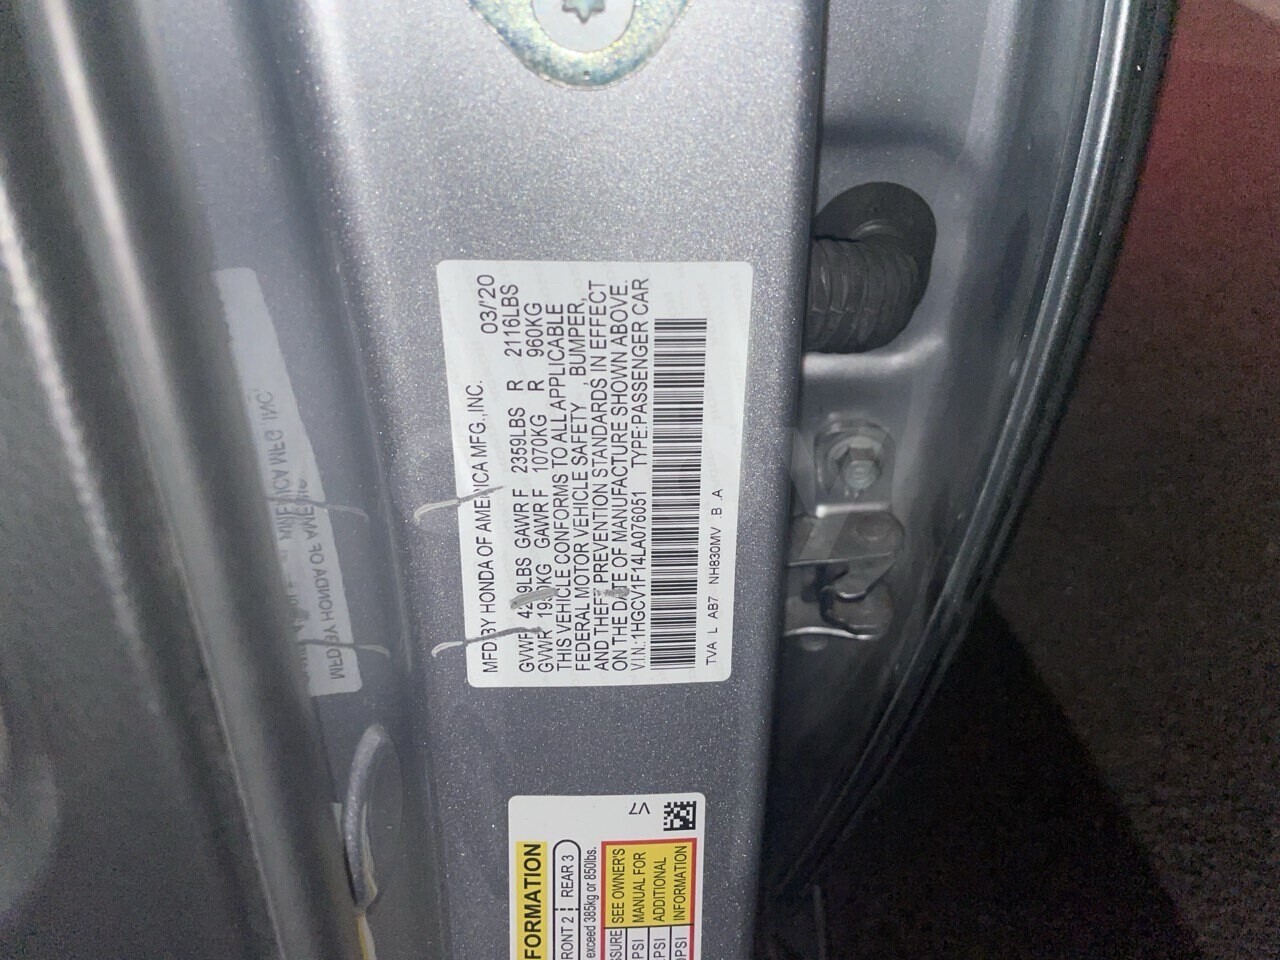 MFD BY HONDA OF AMERICA MFG.,INC. 03/'20
GAWR F 2359LBS R 2116LBS
GAWR F 1070KG R 960KG
THIS VEHICLE CONFORMS TO ALL APPLICABLE
FEDERAL MOTOR VEHICLE SAFETY , BUMPER,
AND THEFT PREVENTION STANDARDS IN EFFECT
ON THE DATE OF MANUFACTURE SHOWN ABOVE.
V.I.N.:1HGCV1F14LA076051 TYPE:PASSENGER CAR
TVA L AB7 NH830MV .B .A
V7
FORMATION
RONT 2 REAR 3
exceed 385kg or 850lbs.
SSURE SEE OWNER'S
PSI MANUAL FOR
PSI ADDITIONAL
PSI INFORMATION